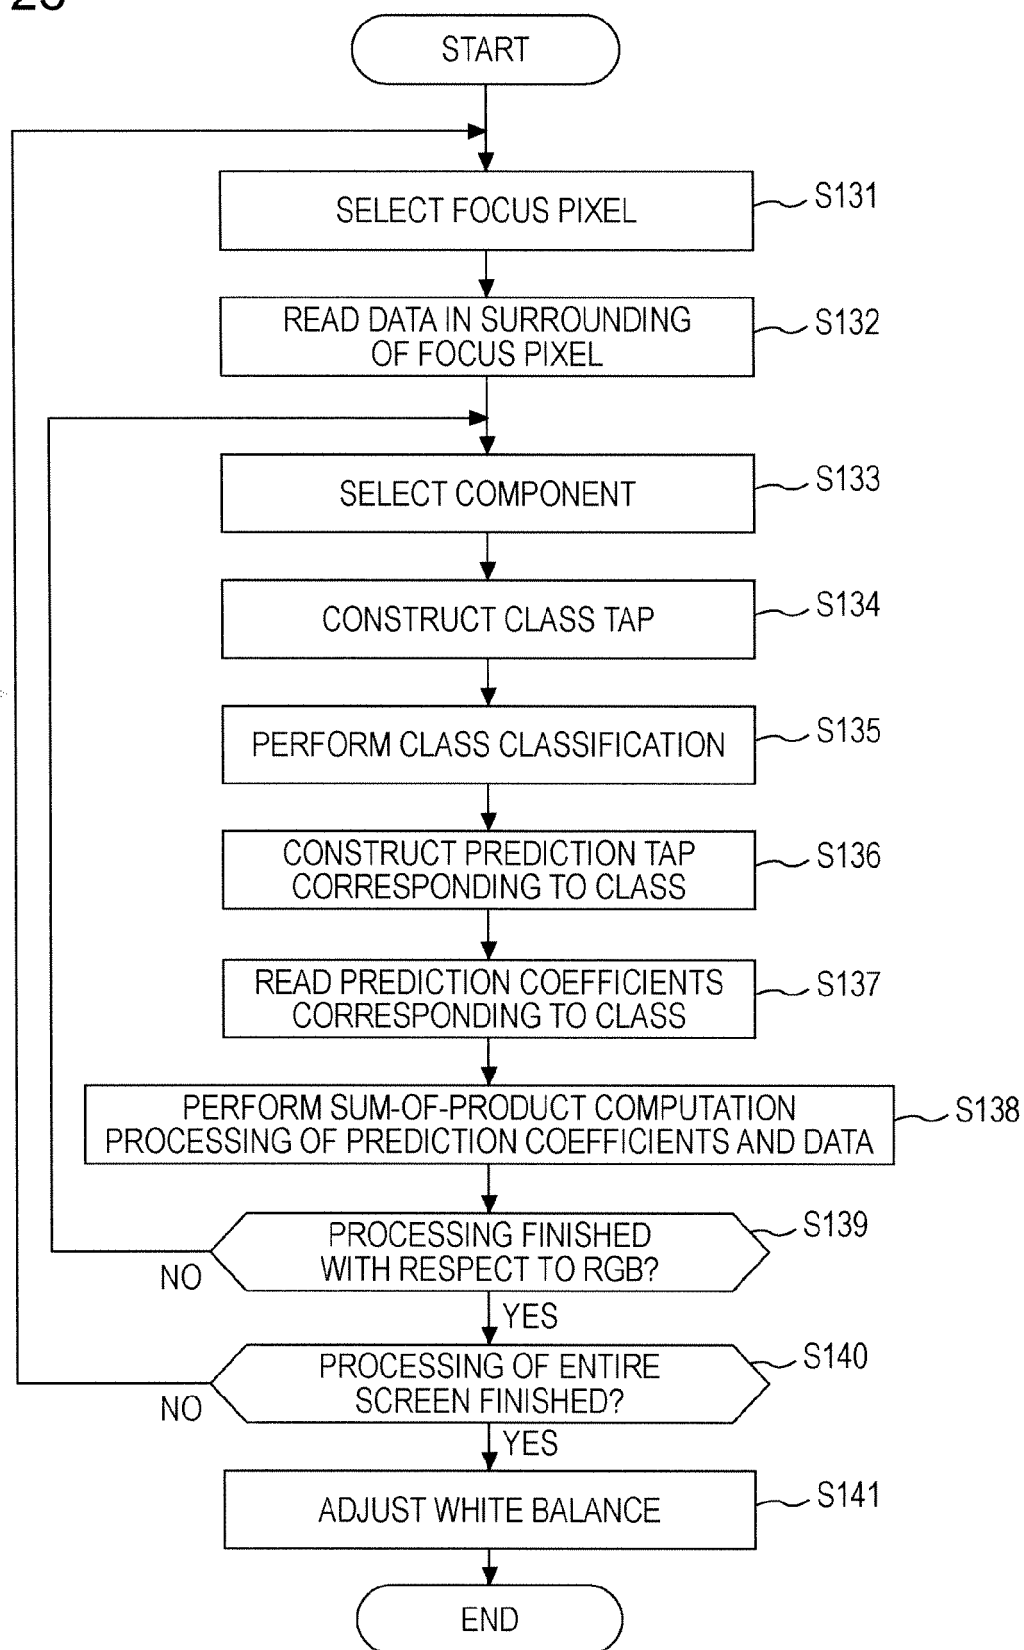 START
SELECT FOCUS PIXEL
S131
READ DATA IN SURROUNDING
OF FOCUS PIXEL
S132
SELECT COMPONENT
S133
CONSTRUCT CLASS TAP
S134
PERFORM CLASS CLASSIFICATION
S135
CONSTRUCT PREDICTION TAP
CORRESPONDING TO CLASS
S136
READ PREDICTION COEFFICIENTS
CORRESPONDING TO CLASS
S137
PERFORM SUM-OF-PRODUCT COMPUTATION
PROCESSING OF PREDICTION COEFFICIENTS AND DATA
S138
PROCESSING FINISHED
WITH RESPECT TO RGB?
S139
NO
YES
PROCESSING OF ENTIRE
SCREEN FINISHED?
S140
NO
YES
ADJUST WHITE BALANCE
S141
END